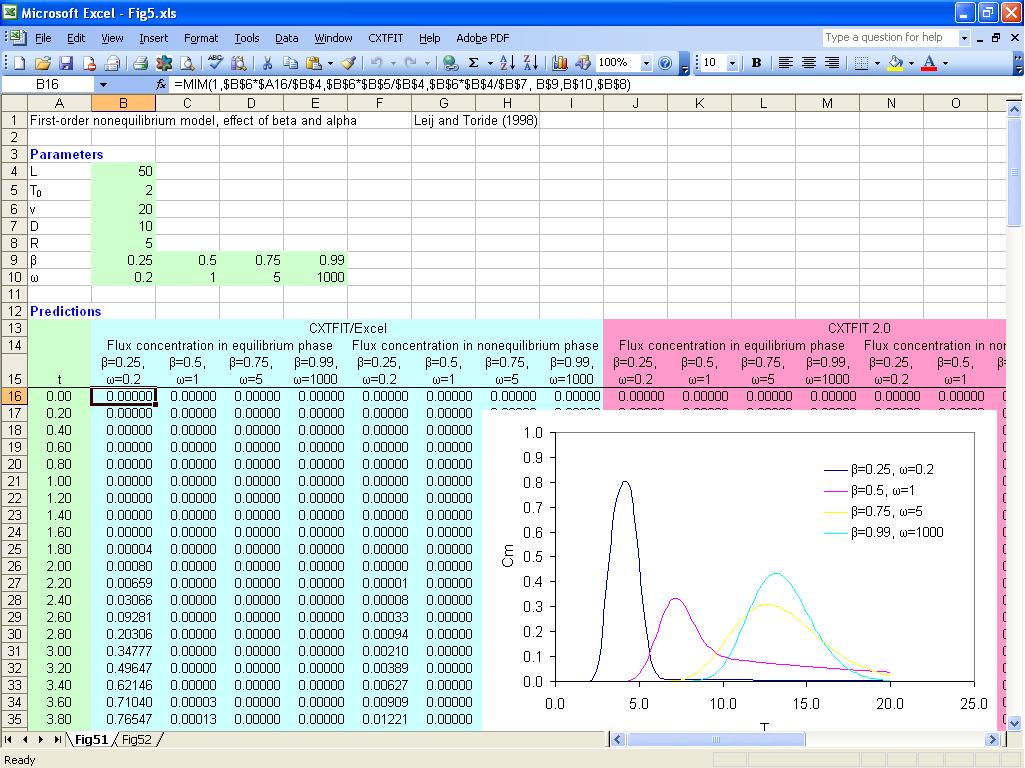 Microsoft Excel - Fig5.xls
File Edit View Insert Format Tools Data Window CXTFIT Help Adobe PDF Type a question for help
100% 10 B
B16 fx =MIM(1,$B$6*$A16/$B$4,$B$6*$B$5/$B$4,$B$6*$B$4/$B$7, B$9,B$10,$B$8)
A B C D E F G H I J K L M N O
1 First-order nonequilibrium model, effect of beta and alpha Leij and Toride (1998)
2
3 Parameters
4 L 50
5 T0 2
6 v 20
7 D 10
8 R 5
9 β 0.25 0.5 0.75 0.99
10 ω 0.2 1 5 1000
11
12 Predictions
13 CXTFIT/Excel CXTFIT 2.0
14 Flux concentration in equilibrium phase Flux concentration in nonequilibrium phase Flux concentration in equilibrium phase Flux concentration in nor
β=0.25, β=0.5, β=0.75, β=0.99, β=0.25, β=0.5, β=0.75, β=0.99, β=0.25, β=0.5, β=0.75, β=0.99, β=0.25, β=0.5,
15 t ω=0.2 ω=1 ω=5 ω=1000 ω=0.2 ω=1 ω=5 ω=1000 ω=0.2 ω=1 ω=5 ω=1000 ω=0.2 ω=1
16 0.00 0.00000 0.00000 0.00000 0.00000 0.00000 0.00000 0.00000 0.00000 0.00000 0.00000 0.00000 0.00000 0.00000 0.00000
17 0.20 0.00000 0.00000 0.00000 0.00000 0.00000 0.00000
18 0.40 0.00000 0.00000 0.00000 0.00000 0.00000 0.00000
19 0.60 0.00000 0.00000 0.00000 0.00000 0.00000 0.00000
20 0.80 0.00000 0.00000 0.00000 0.00000 0.00000 0.00000
21 1.00 0.00000 0.00000 0.00000 0.00000 0.00000 0.00000
22 1.20 0.00000 0.00000 0.00000 0.00000 0.00000 0.00000
23 1.40 0.00000 0.00000 0.00000 0.00000 0.00000 0.00000
24 1.60 0.00000 0.00000 0.00000 0.00000 0.00000 0.00000
25 1.80 0.00004 0.00000 0.00000 0.00000 0.00000 0.00000
26 2.00 0.00080 0.00000 0.00000 0.00000 0.00000 0.00000
27 2.20 0.00659 0.00000 0.00000 0.00000 0.00001 0.00000
28 2.40 0.03066 0.00000 0.00000 0.00000 0.00008 0.00000
29 2.60 0.09281 0.00000 0.00000 0.00000 0.00033 0.00000
30 2.80 0.20306 0.00000 0.00000 0.00000 0.00094 0.00000
31 3.00 0.34777 0.00000 0.00000 0.00000 0.00210 0.00000
32 3.20 0.49647 0.00000 0.00000 0.00000 0.00389 0.00000
33 3.40 0.62146 0.00000 0.00000 0.00000 0.00627 0.00000
34 3.60 0.71040 0.00003 0.00000 0.00000 0.00909 0.00000
35 3.80 0.76547 0.00013 0.00000 0.00000 0.01221 0.00000
1.0
0.9
0.8
0.7
0.6
0.5
0.4
0.3
0.2
0.1
0.0
Cm
β=0.25, ω=0.2
β=0.5, ω=1
β=0.75, ω=5
β=0.99, ω=1000
0.0 5.0 10.0 15.0 20.0 25.0
T
Fig51 Fig52
Ready